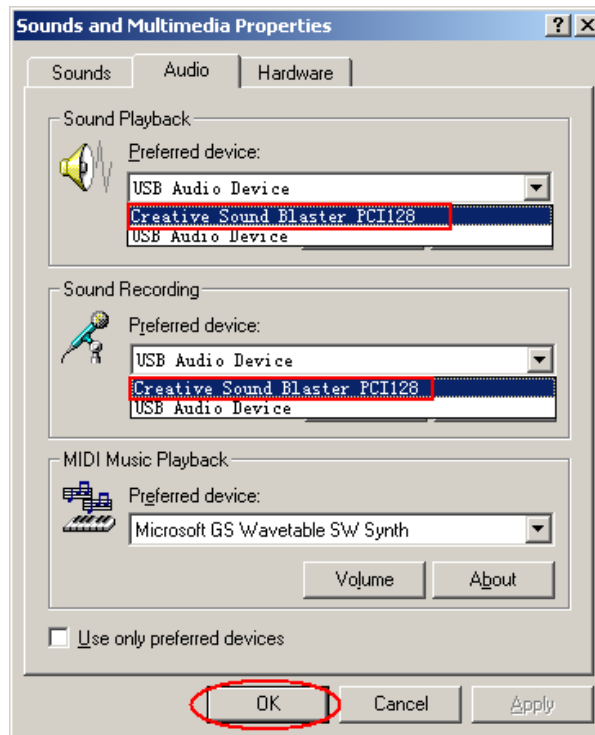 Sounds and Multimedia Properties
Sounds Audio Hardware
Sound Playback
Preferred device:
USB Audio Device
Creative Sound Blaster PCI128
USB Audio Device
Sound Recording
Preferred device:
USB Audio Device
Creative Sound Blaster PCI128
USB Audio Device
MIDI Music Playback
Preferred device:
Microsoft GS Wavetable SW Synth
Volume About
Use only preferred devices
OK Cancel Apply